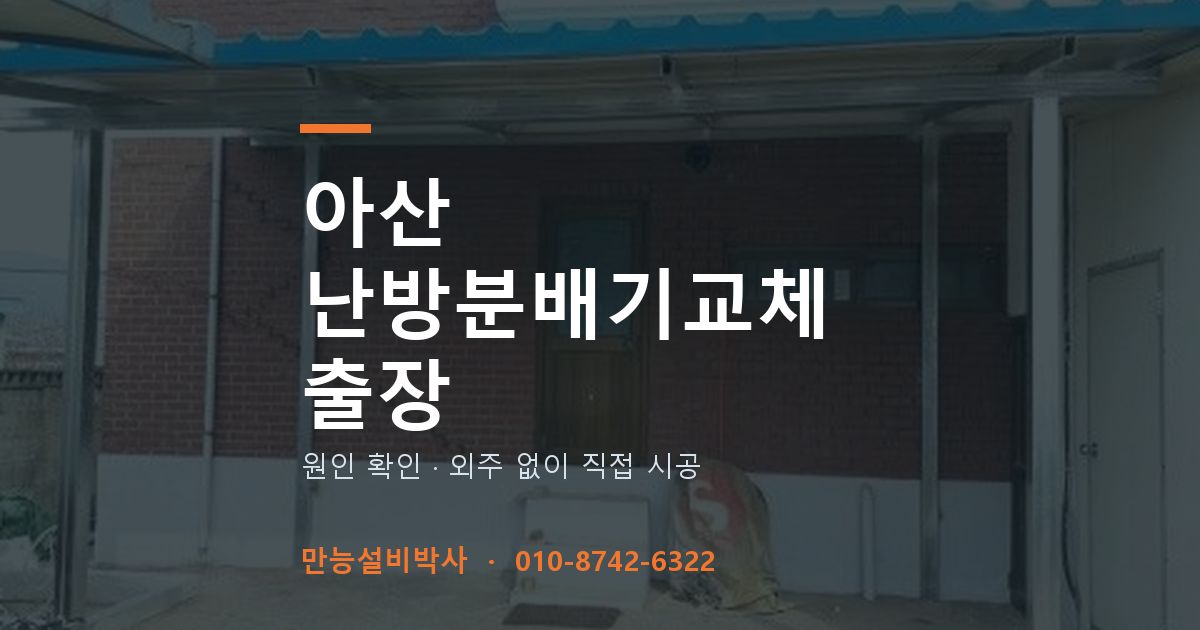 아산
난방분배기교체
출장
원인 확인 · 외주 없이 직접 시공
만능설비박사 · 010-8742-6322
S